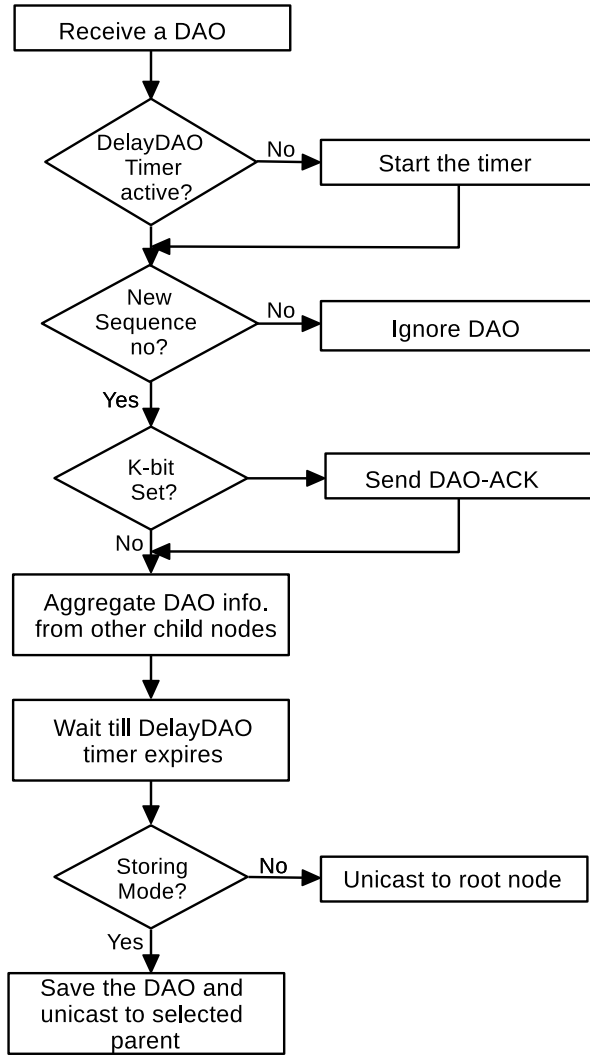 Receive a DAO
DelayDAO
Timer
active?
No
Start the timer
New
Sequence
no?
No
Ignore DAO
Yes
K-bit
Set?
Send DAO-ACK
No
Aggregate DAO info.
from other child nodes
Wait till DelayDAO
timer expires
Storing
Mode?
No
Unicast to root node
Yes
Save the DAO and
unicast to selected
parent